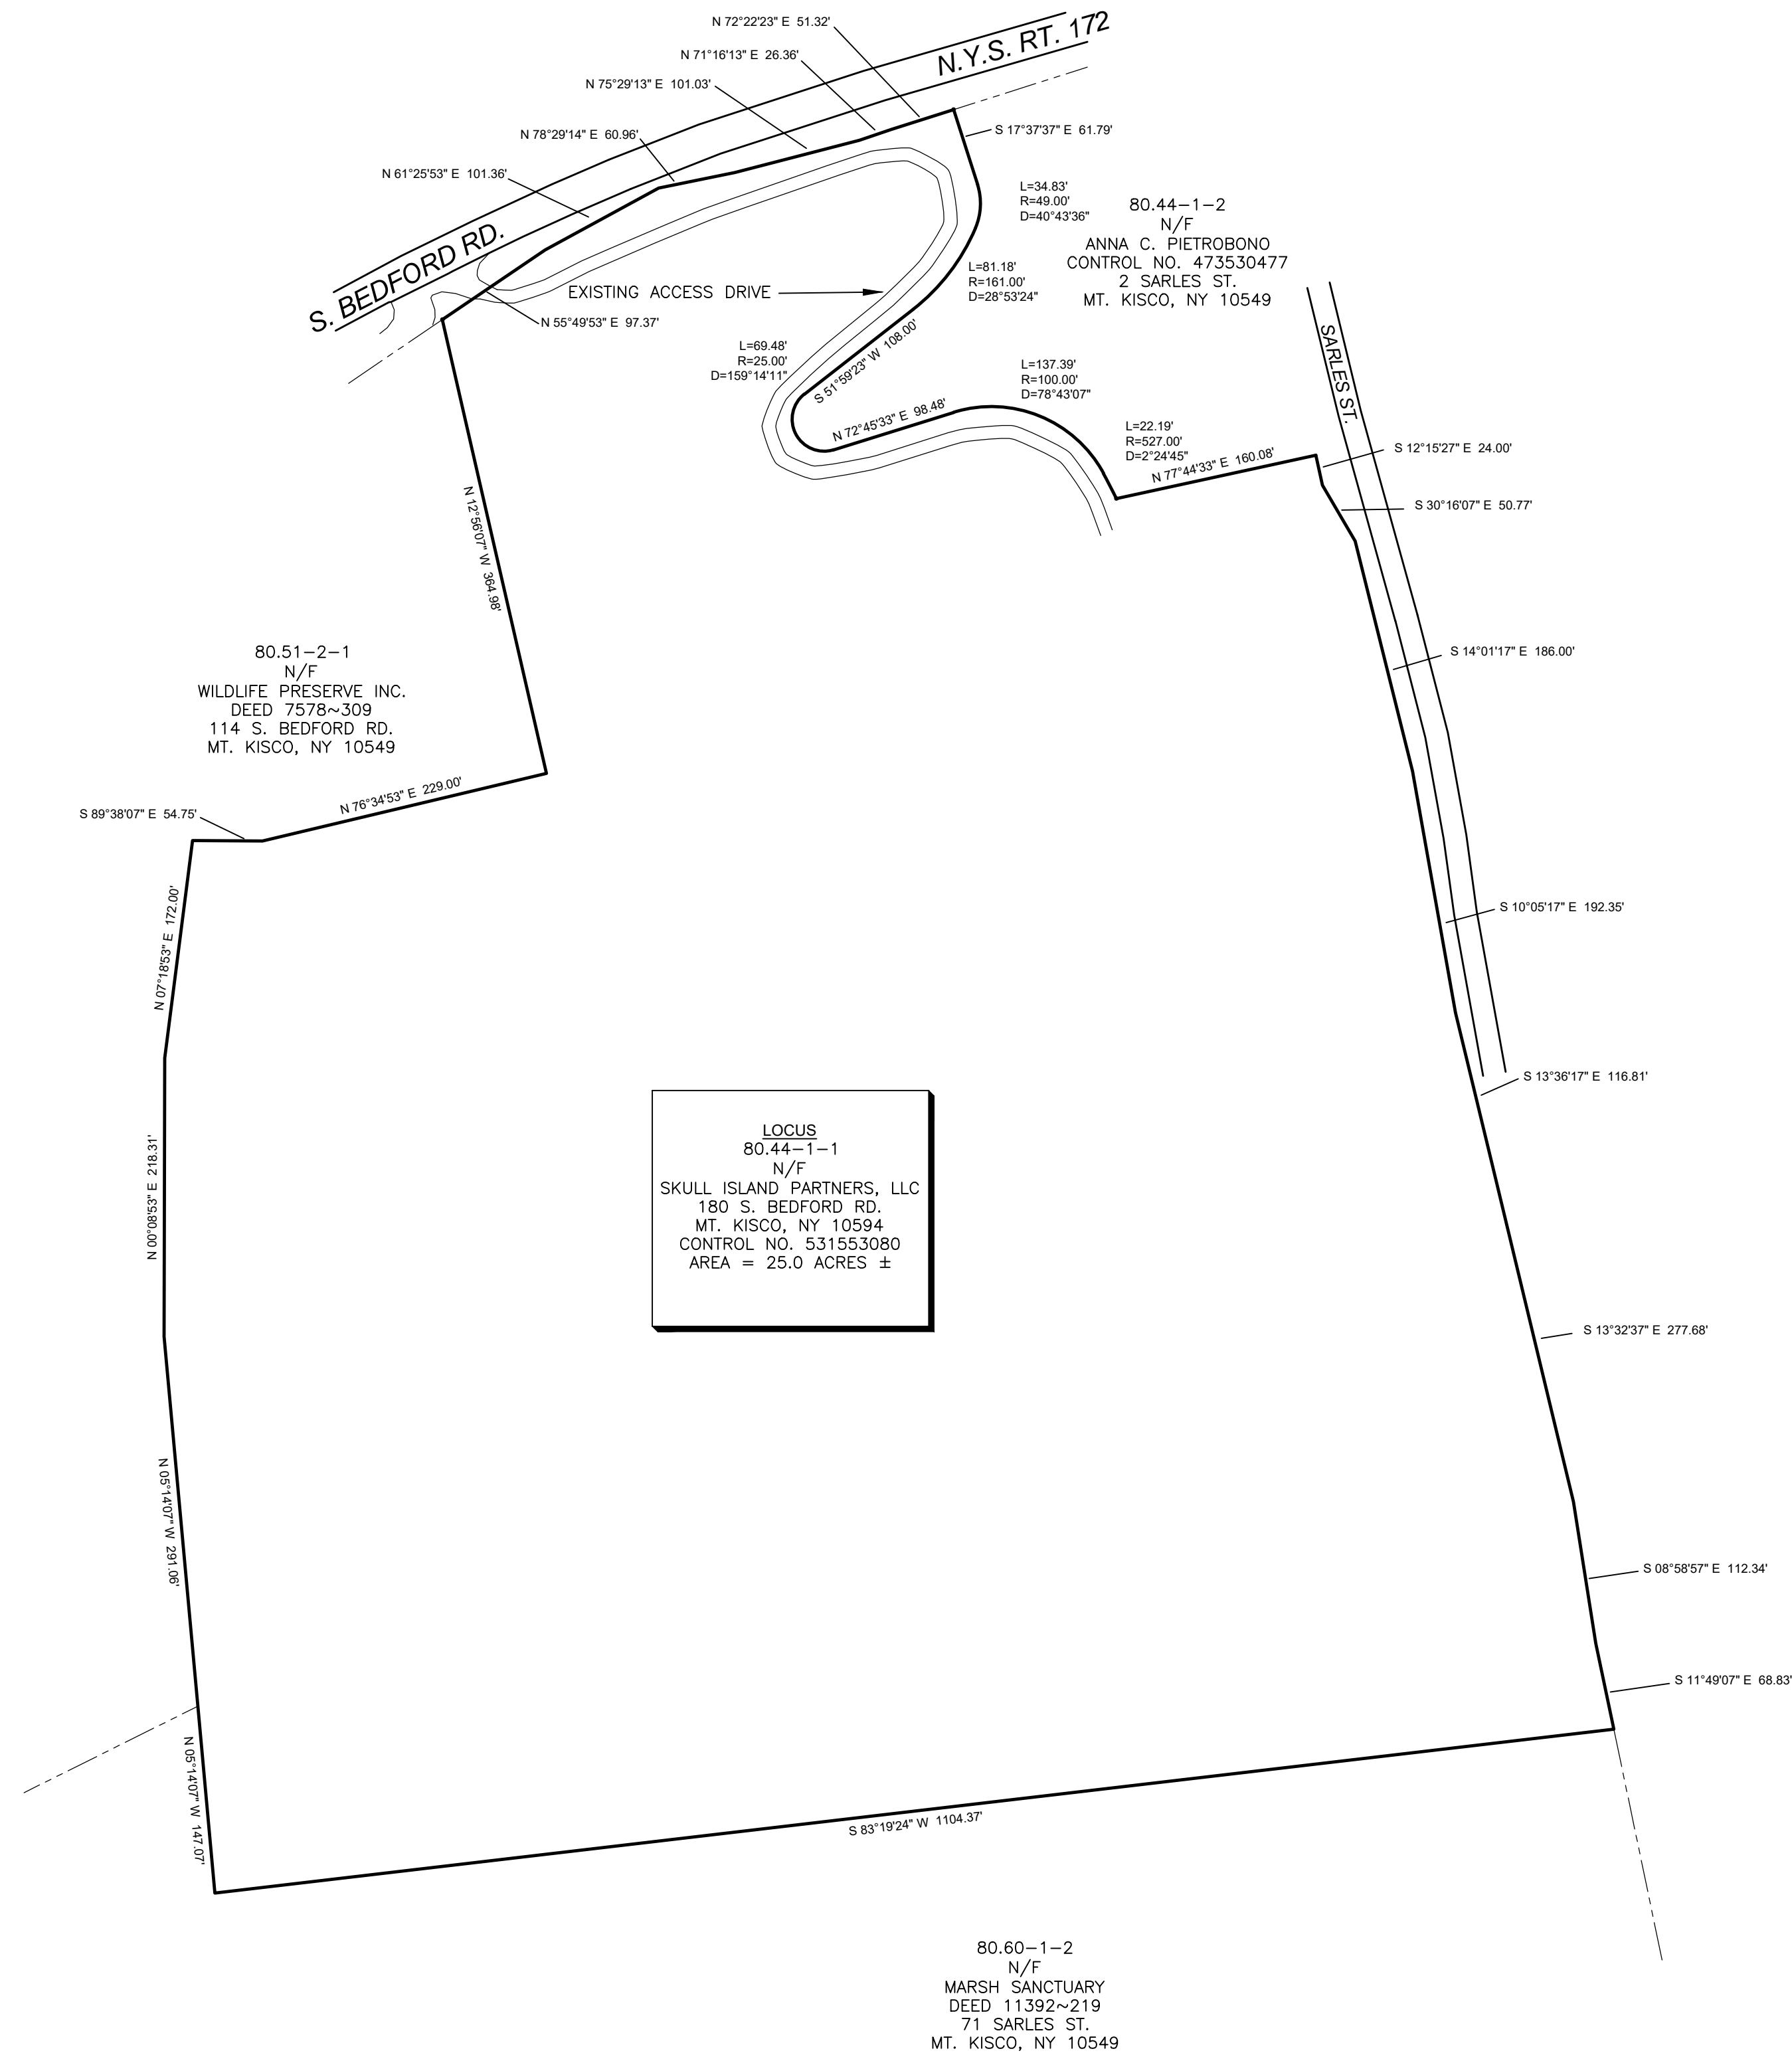 N 72°22'23" E 51.32'
N.Y.S. RT. 172
N 71°16'13" E 26.36'
N 75°29'13" E 101.03'
N 78°29'14" E 60.96'
S 17°37'37" E 61.79'
N 61°25'53" E 101.36'
S. BEDFORD RD.
L=34.83'
R=49.00'
D=40°43'36"
80.44-1-2
N/F
ANNA C. PIETROBONO
CONTROL NO. 473530477
2 SARLES ST.
MT. KISCO, NY 10549
L=81.18'
R=161.00'
D=28°53'24"
EXISTING ACCESS DRIVE
N 55°49'53" E 97.37'
L=69.48'
R=25.00'
D=159°14'11"
S 51°59'23" W 108.00'
SARLES ST.
L=137.39'
R=100.00'
D=78°43'07"
N 72°45'33" E 98.48'
L=22.19'
R=527.00'
D=2°24'45"
N 77°44'33" E 160.08'
S 12°15'27" E 24.00'
S 30°16'07" E 50.77'
N 12°56'07" W 364.98'
S 14°01'17" E 186.00'
80.51-2-1
N/F
WILDLIFE PRESERVE INC.
DEED 7578~309
114 S. BEDFORD RD.
MT. KISCO, NY 10549
N 76°34'53" E 229.00'
S 89°38'07" E 54.75'
N 07°18'53" E 172.00'
S 10°05'17" E 192.35'
S 13°36'17" E 116.81'
LOCUS
80.44-1-1
N/F
SKULL ISLAND PARTNERS, LLC
180 S. BEDFORD RD.
MT. KISCO, NY 10594
CONTROL NO. 531553080
AREA = 25.0 ACRES ±
N 00°08'53" E 218.31'
S 13°32'37" E 277.68'
N 05°14'07" W 291.06'
S 08°58'57" E 112.34'
S 11°49'07" E 68.83'
N 05°14'07" W 147.07'
S 83°19'24" W 1104.37'
80.60-1-2
N/F
MARSH SANCTUARY
DEED 11392~219
71 SARLES ST.
MT. KISCO, NY 10549